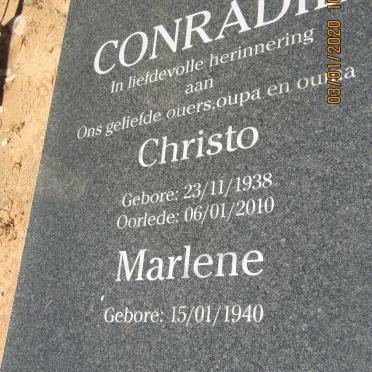 CONRADIE
In liefdevolle herinnering
aan
Ons geliefde ouers,oupa en ouma
Christo
Gebore: 23/11/1938
Oorlede: 06/01/2010
Marlene
Gebore: 15/01/1940
03/01/2020